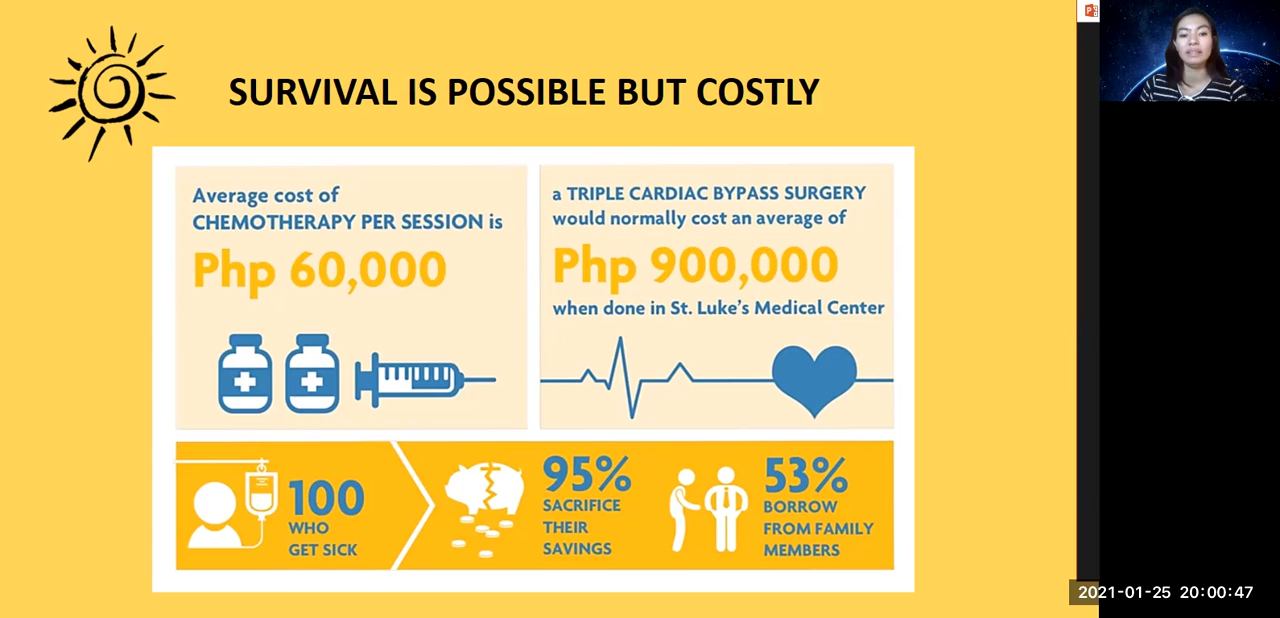 SURVIVAL IS POSSIBLE BUT COSTLY
Average cost of
CHEMOTHERAPY PER SESSION is
Php 60,000
a TRIPLE CARDIAC BYPASS SURGERY
would normally cost an average of
Php 900,000
when done in St. Luke's Medical Center
100
WHO
GET SICK
95%
SACRIFICE
THEIR
SAVINGS
53%
BORROW
FROM FAMILY
MEMBERS
2021-01-25 20:00:47